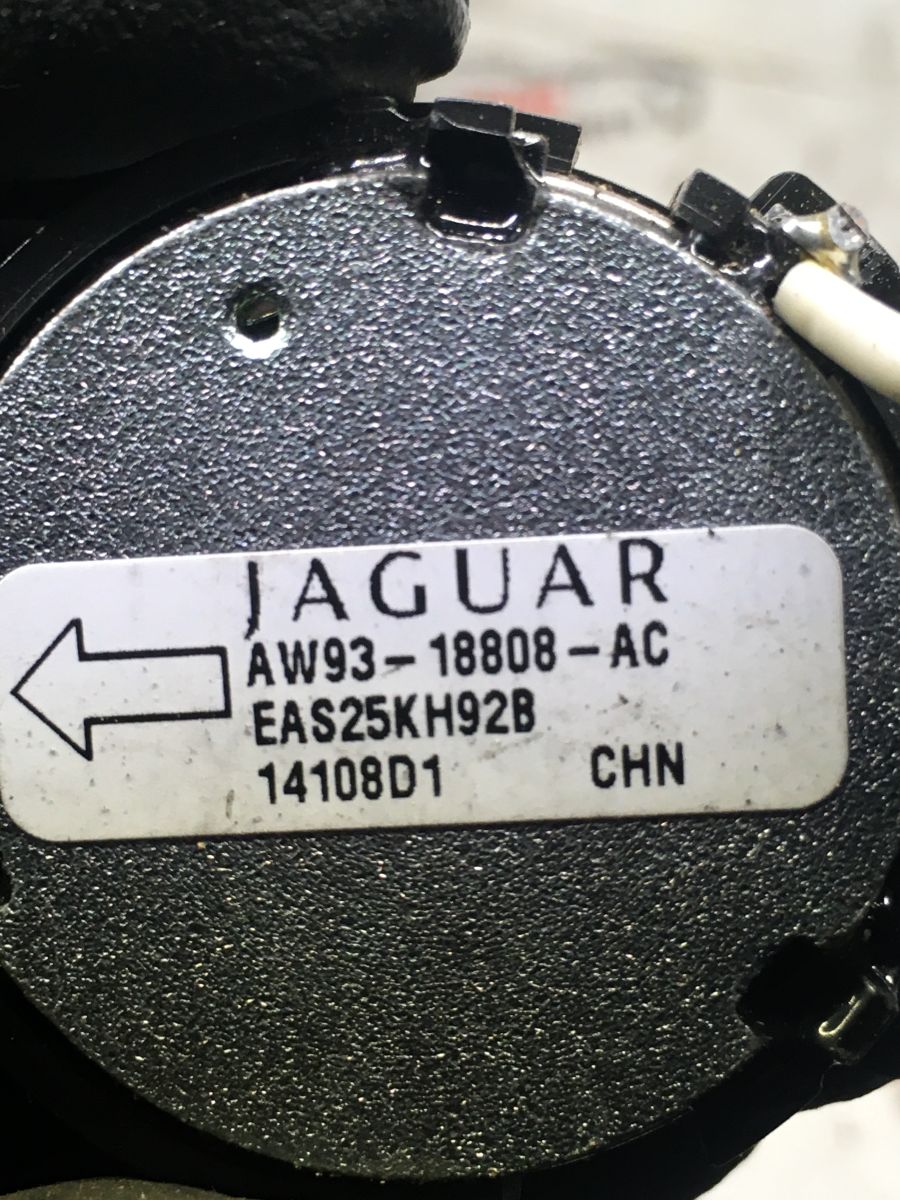 JAGUAR
AW93-18808-AC
EAS25KH92B
14108D1 CHN